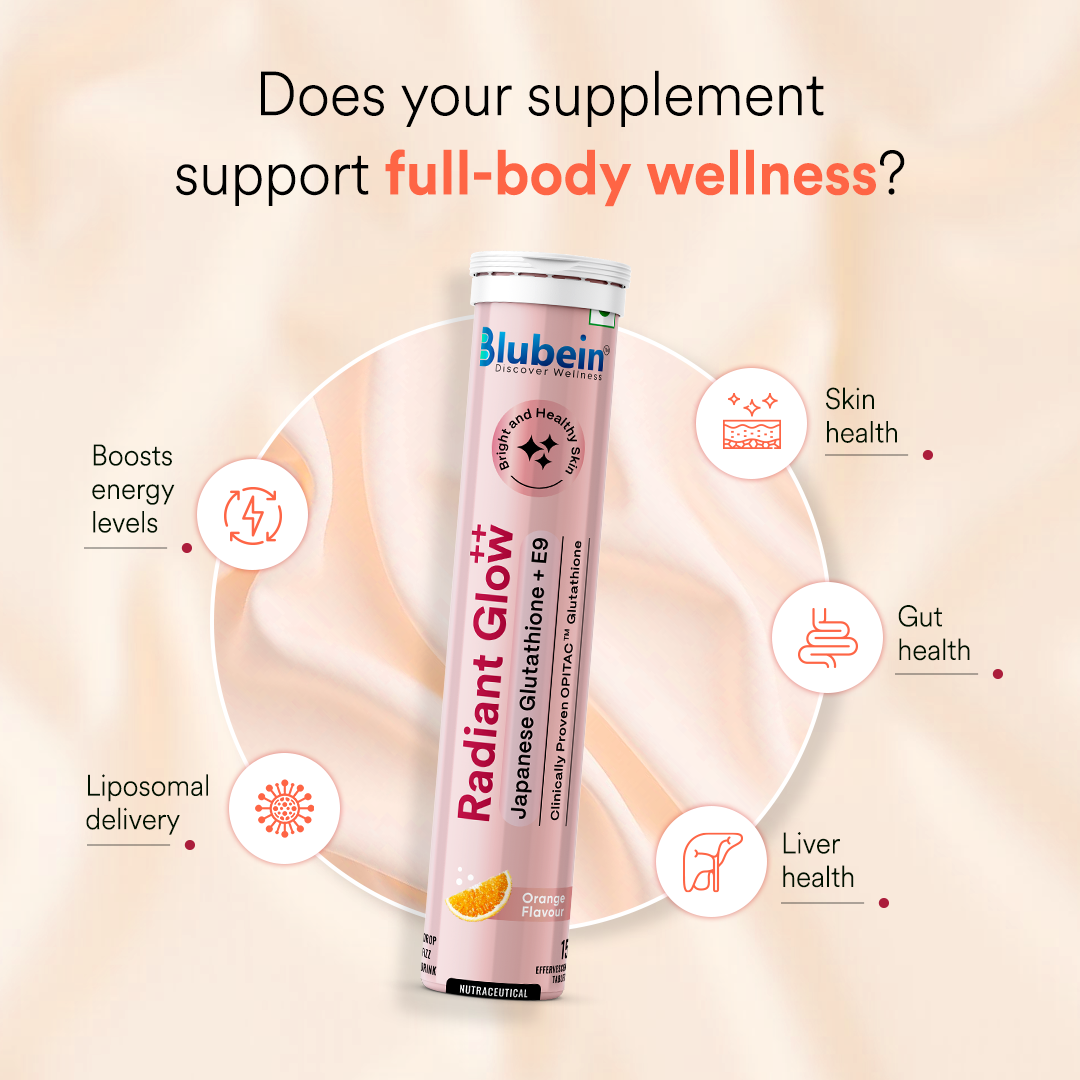 Does your supplement
support full-body wellness?
Blubein™
Discover Wellness
Bright and Healthy Skin
Radiant Glow++
Japanese Glutathione + E9
Clinically Proven OPITAC™ Glutathione
Orange
Flavour
NUTRACEUTICAL
Boosts
energy
levels
Liposomal
delivery
Skin
health
Gut
health
Liver
health